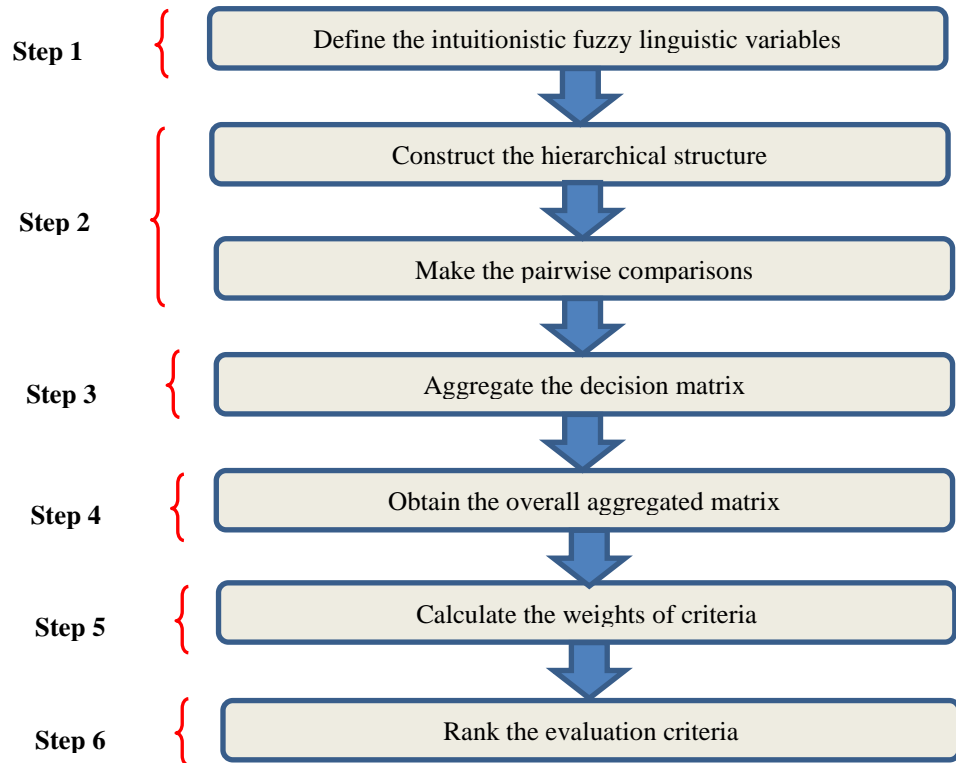 Step 1
Define the intuitionistic fuzzy linguistic variables
Step 2
Construct the hierarchical structure
Make the pairwise comparisons
Step 3
Aggregate the decision matrix
Step 4
Obtain the overall aggregated matrix
Step 5
Calculate the weights of criteria
Step 6
Rank the evaluation criteria